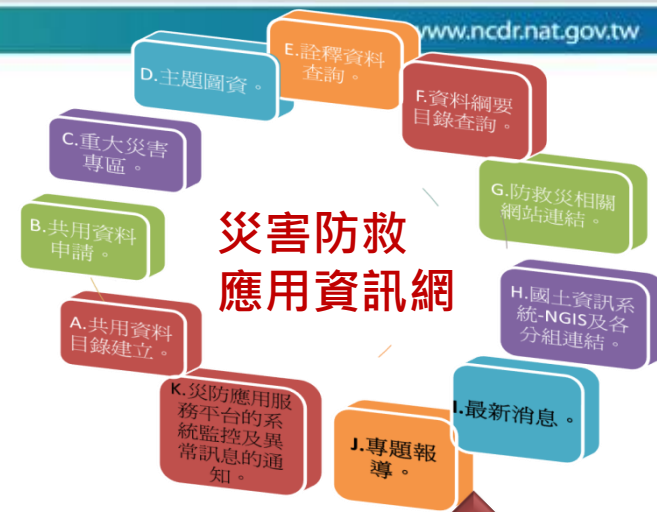 www.ncdr.nat.gov.tw
E.詮釋資料
查詢。
D.主題圖資。
F.資料綱要
目錄查詢。
C.重大災害
專區。
G.防救災相關
網站連結。
B.共用資料
申請。
災害防救
應用資訊網
H.國土資訊系
統-NGIS及各
分組連結。
A.共用資料
目錄建立。
K.災防應用服
務平台的系
統監控及異
常訊息的通
知。
I.最新消息。
J.專題報
導。